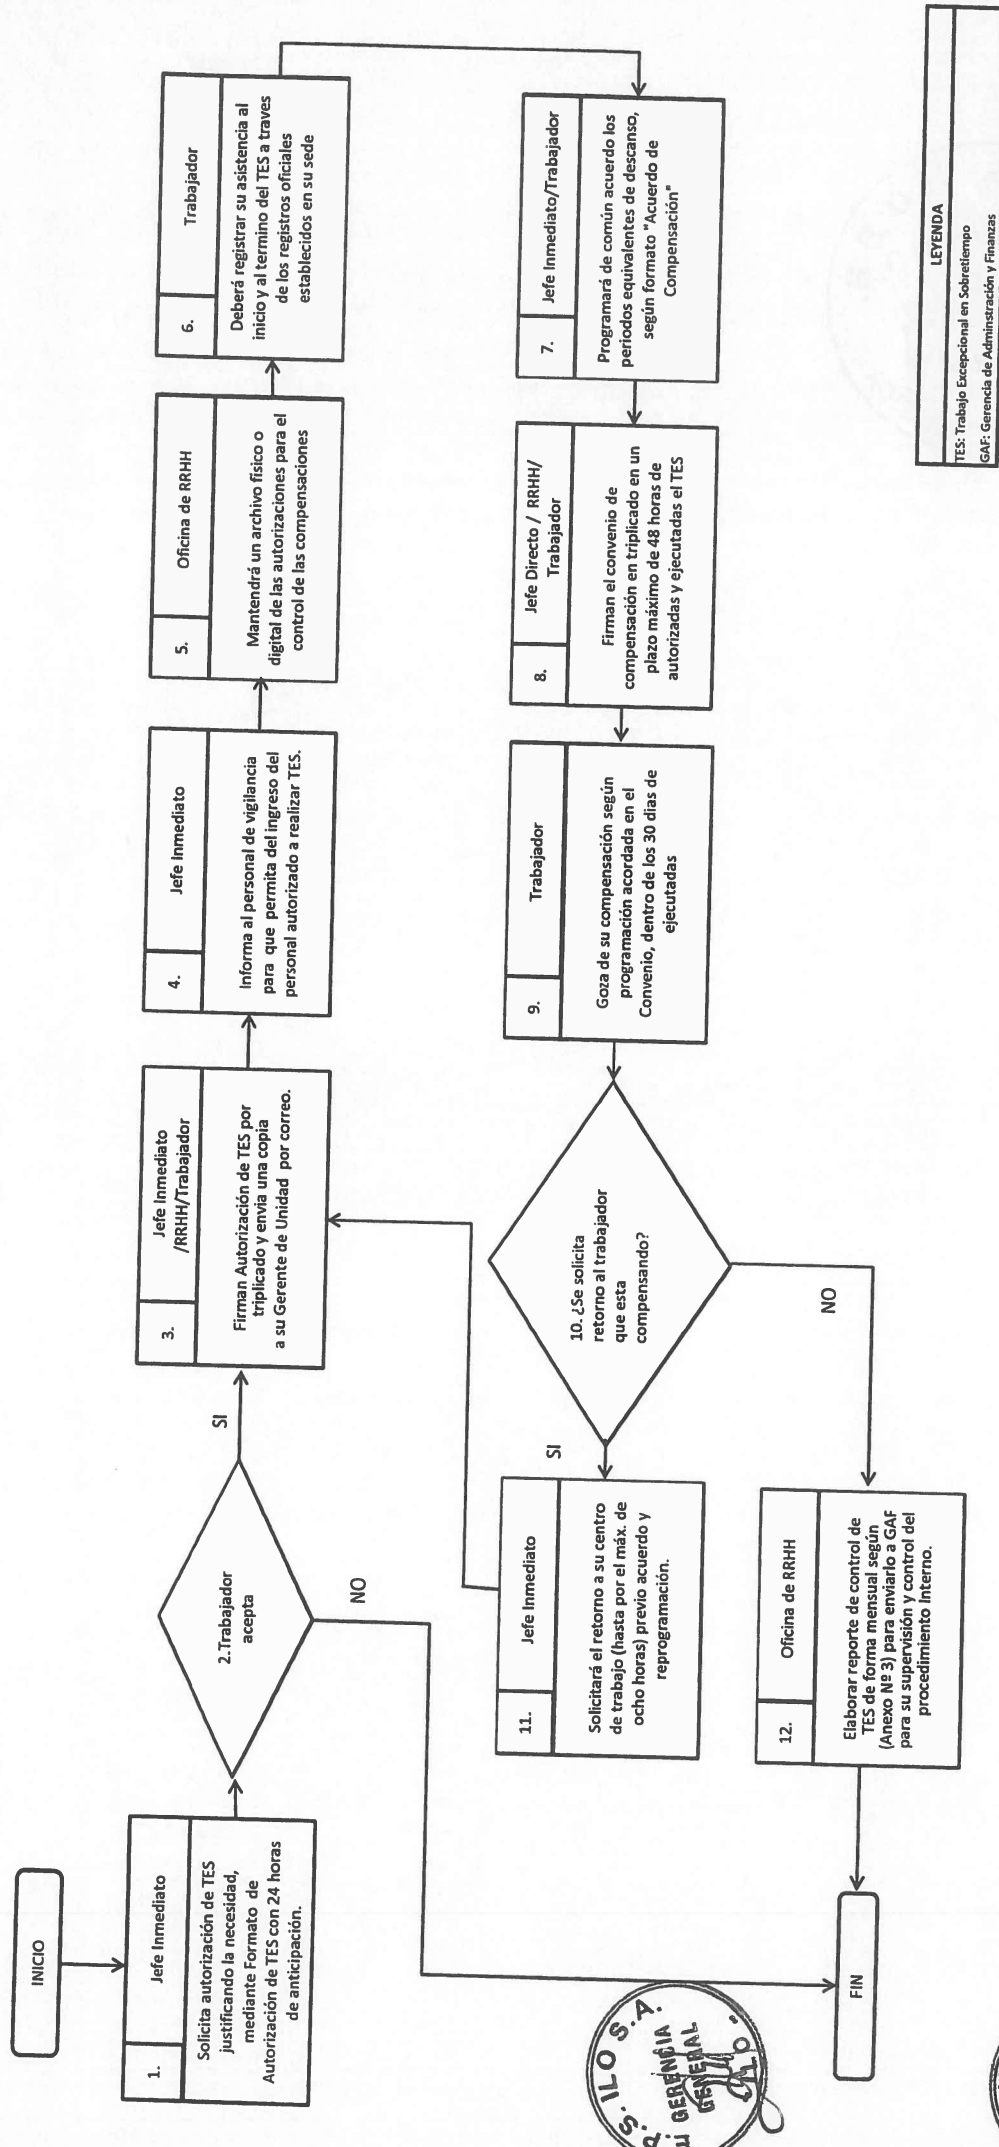 INICIO
1.
Jefe Inmediato
Solicita autorización de TES
justificando la necesidad,
mediante Formato de
Autorización de TES con 24 horas
de anticipación.
2.Trabajador
acepta
SI
NO
3.
Jefe Inmediato
/RRHH/Trabajador
Firman Autorización de TES por
triplicado y envia una copia
a su Gerente de Unidad por correo.
4.
Jefe Inmediato
Informa al personal de vigilancia
para que permita del ingreso del
personal autorizado a realizar TES.
5.
Oficina de RRHH
Mantendrá un archivo físico o
digital de las autorizaciones para el
control de las compensaciones
6.
Trabajador
Deberá registrar su asistencia al
inicio y al termino del TES a traves
de los registros oficiales
establecidos en su sede
7.
Jefe Inmediato/Trabajador
Programará de común acuerdo los
periodos equivalentes de descanso,
según formato "Acuerdo de
Compensación"
8.
Jefe Directo / RRHH/
Trabajador
Firman el convenio de
compensación en triplicado en un
plazo máximo de 48 horas de
autorizadas y ejecutadas el TES
9.
Trabajador
Goza de su compensación según
programación acordada en el
Convenio, dentro de los 30 dias de
ejecutadas
10. ¿Se solicita
retorno al trabajador
que esta
compensando?
SI
NO
11.
Jefe Inmediato
Solicitará el retorno a su centro
de trabajo (hasta por el máx. de
ocho horas) previo acuerdo y
reprogramación.
12.
Oficina de RRHH
Elaborar reporte de control de
TES de forma mensual según
(Anexo Nº 3) para enviarlo a GAF
para su supervisión y control del
procedimiento Interno.
FIN
LEYENDA
TES: Trabajo Excepcional en Sobretiempo
GAF: Gerencia de Adminstración y Finanzas
P.S. ILO S.A.
GERENCIA
GENERAL